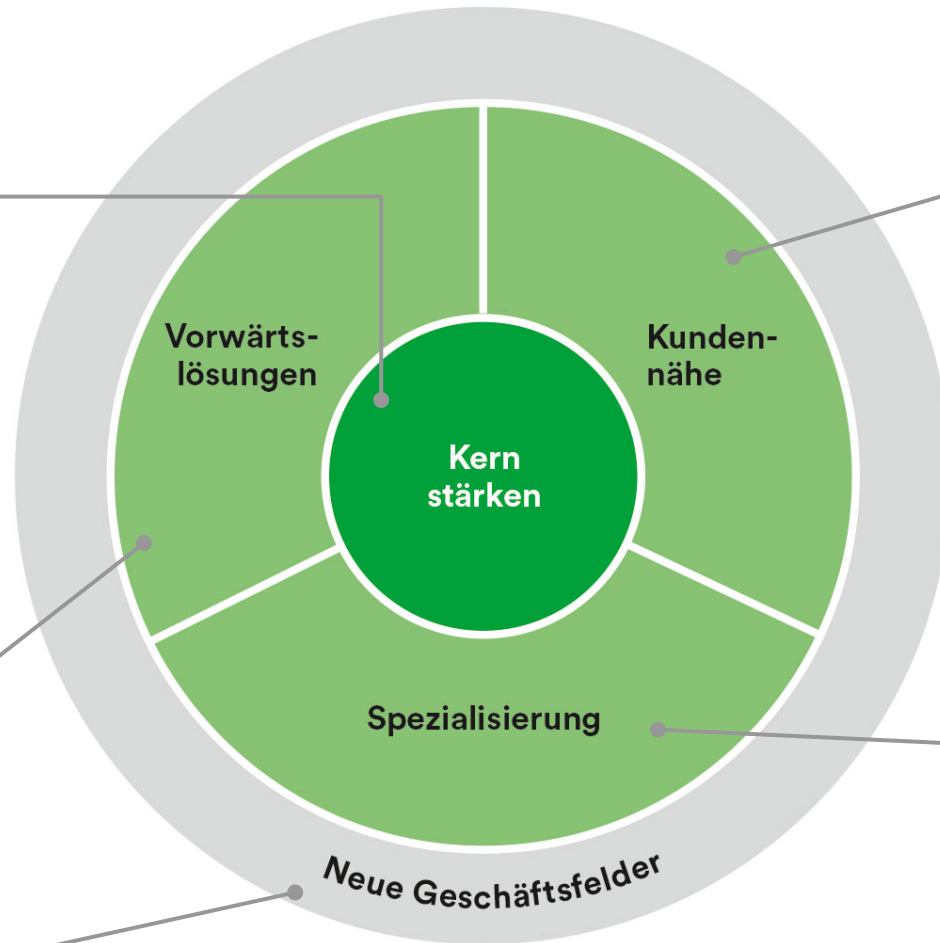 Vorwärts-
lösungen
Kunden-
nähe
Kern
stärken
Spezialisierung
Neue Geschäftsfelder